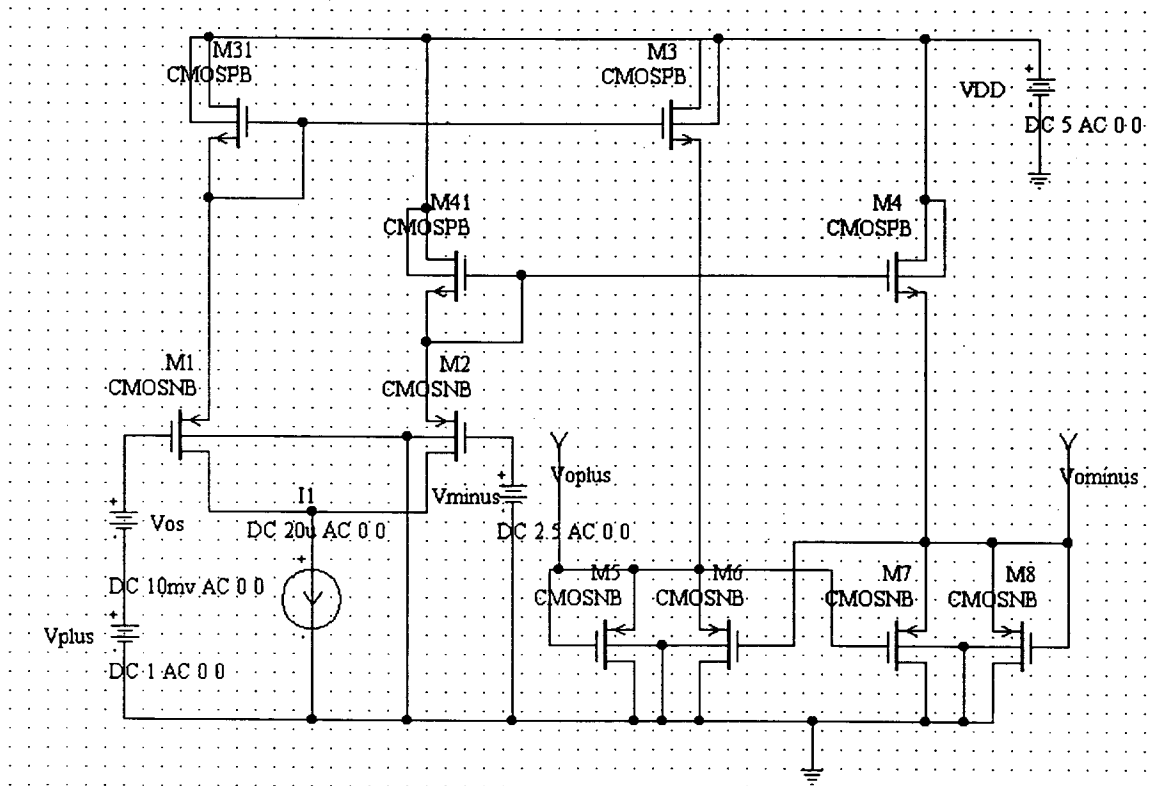 M31
CMOSPB
M3
CMOSPB
VDD
DC 5 AC 0 0
M41
CMOSPB
M4
CMOSPB
M1
CMOSNB
M2
CMOSNB
Voplus
Vominus
I1
DC 20u AC 0 0
Vminus
DC 2.5 AC 0 0
Vos
DC 10mv AC 0 0
Vplus
DC 1 AC 0 0
M5
CMOSNB
M6
CMOSNB
M7
CMOSNB
M8
CMOSNB